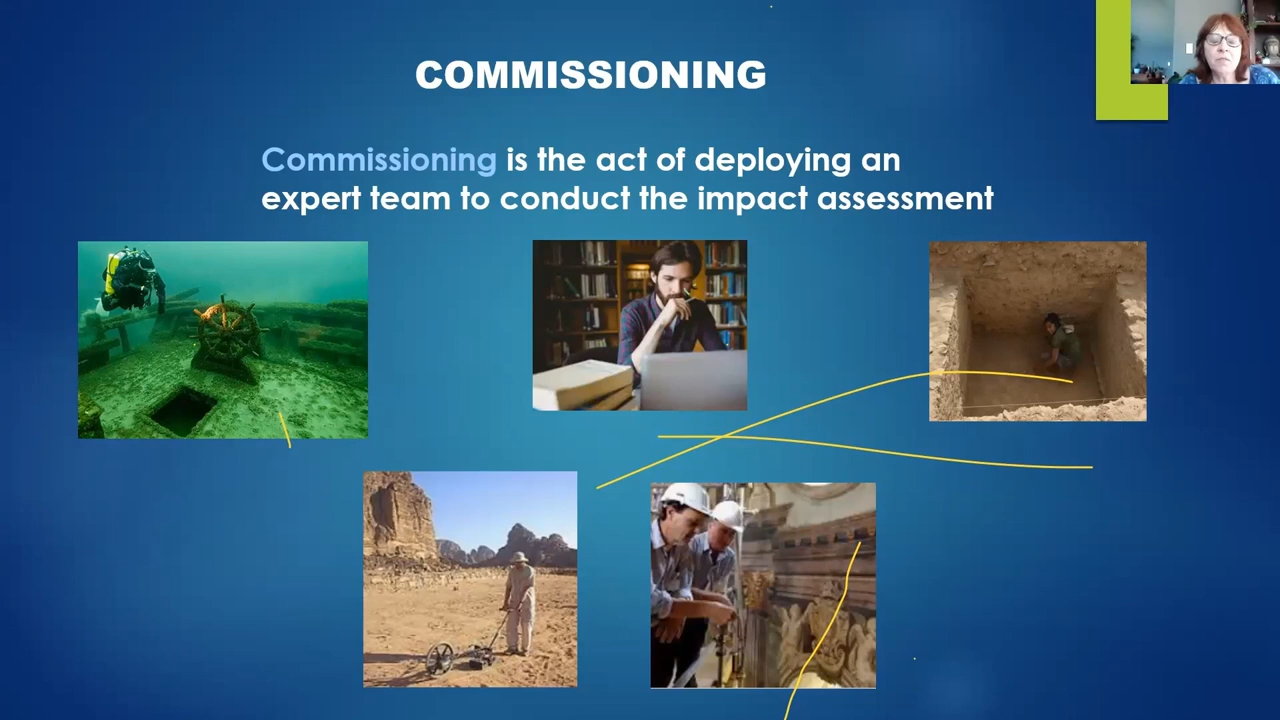 COMMISSIONING
Commissioning is the act of deploying an
expert team to conduct the impact assessment